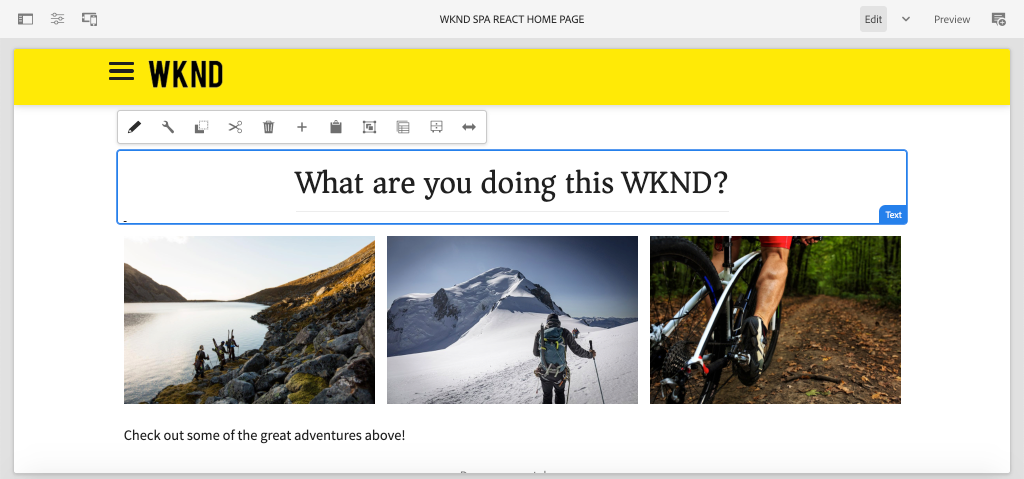 WKND SPA REACT HOME PAGE
Edit
Preview
WKND
What are you doing this WKND?
Text
Check out some of the great adventures above!